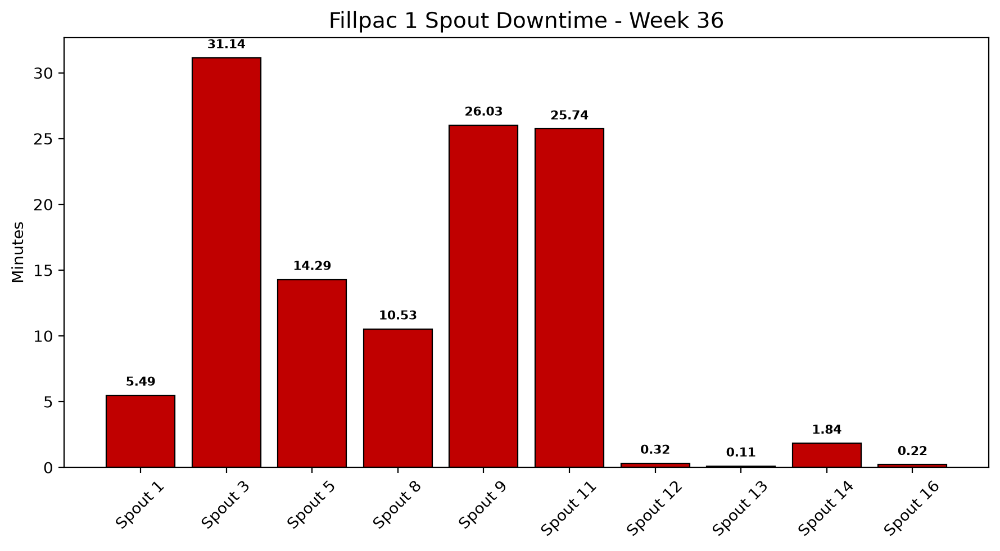 Fillpac 1 Spout Downtime - Week 36
Minutes
30
25
20
15
10
5
0
5.49
31.14
14.29
10.53
26.03
25.74
0.32
0.11
1.84
0.22
Spout 1
Spout 3
Spout 5
Spout 8
Spout 9
Spout 11
Spout 12
Spout 13
Spout 14
Spout 16